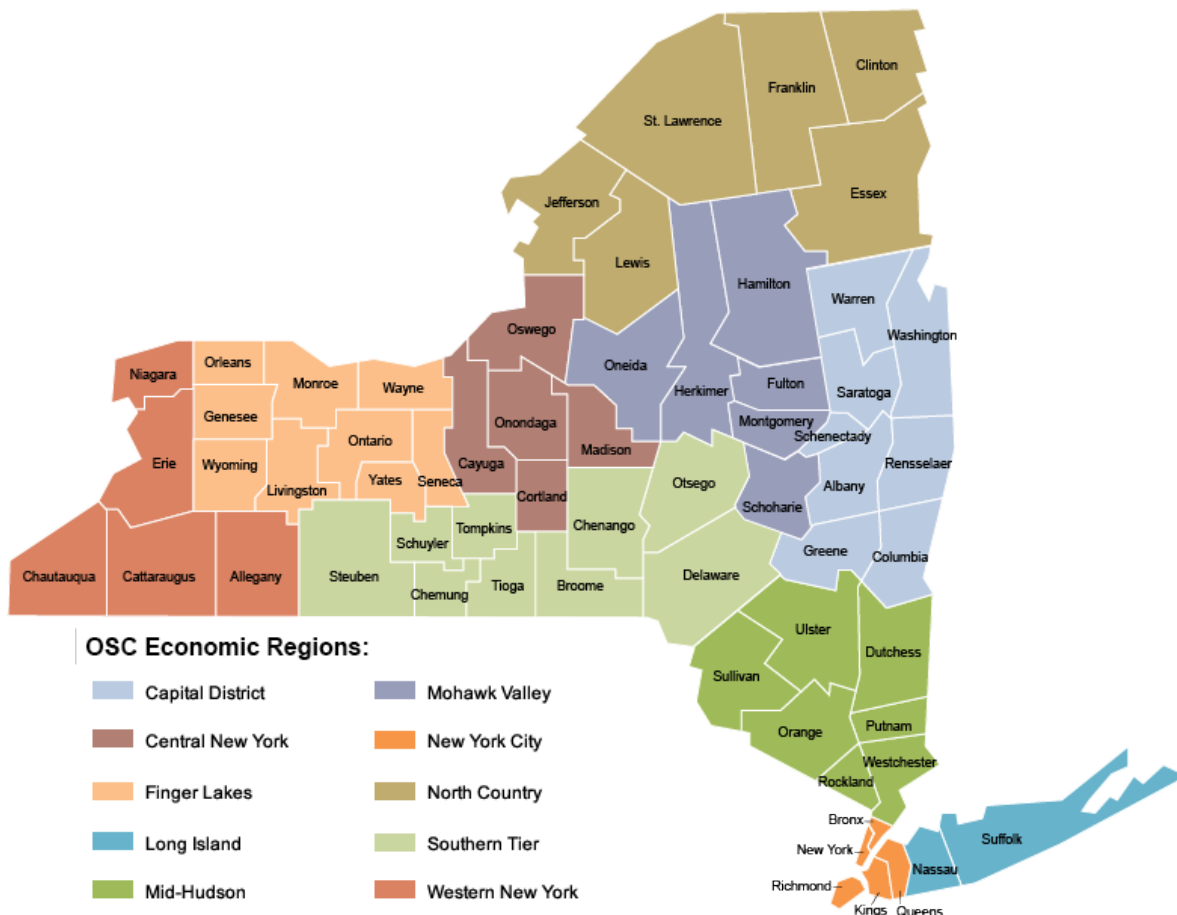 Clinton
Franklin
St. Lawrence
Essex
Jefferson
Lewis
Hamilton
Warren
Oswego
Washington
Oneida
Orleans
Niagara
Monroe
Wayne
Herkimer
Fulton
Saratoga
Genesee
Onondaga
Montgomery
Schenectady
Ontario
Madison
Erie
Wyoming
Cayuga
Rensselaer
Yates
Seneca
Livingston
Otsego
Albany
Cortland
Schoharie
Tompkins
Chenango
Schuyler
Greene
Columbia
Chautauqua
Cattaraugus
Allegany
Steuben
Delaware
Chemung
Tioga
Broome
Ulster
Dutchess
Sullivan
Putnam
Orange
Westchester
Rockland
Bronx
New York
Suffolk
Nassau
Richmond
Kings
Queens
OSC Economic Regions:
Capital District
Central New York
Finger Lakes
Long Island
Mid-Hudson
Mohawk Valley
New York City
North Country
Southern Tier
Western New York